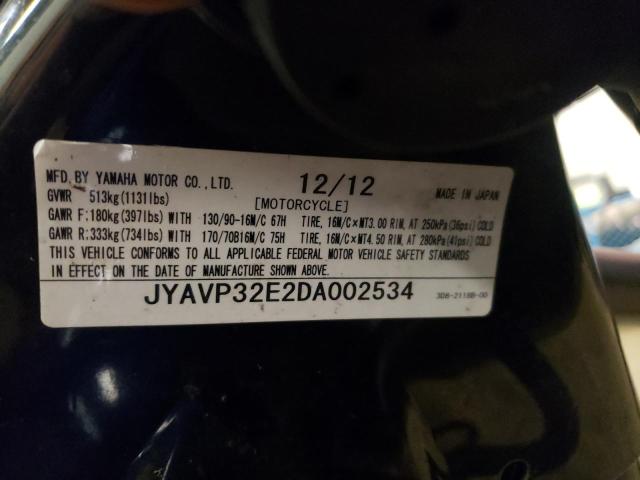 MFD. BY YAMAHA MOTOR CO., LTD. 12/12 MADE IN JAPAN
GVWR 513kg(1131lbs) [MOTORCYCLE]
GAWR F:180kg(397lbs) WITH 130/90-16M/C 67H TIRE, 16M/C×MT3.00 RIM, AT 250kPa(36psi) COLD
GAWR R:333kg(734lbs) WITH 170/70B16M/C 75H TIRE, 16M/C×MT4.50 RIM, AT 280kPa(41psi) COLD
THIS VEHICLE CONFORMS TO ALL APPLICABLE FEDERAL MOTOR VEHICLE SAFETY STANDARDS
IN EFFECT ON THE DATE OF MANUFACTURE SHOWN ABOVE.
JYAVP32E2DA002534 3D8-2118B-00